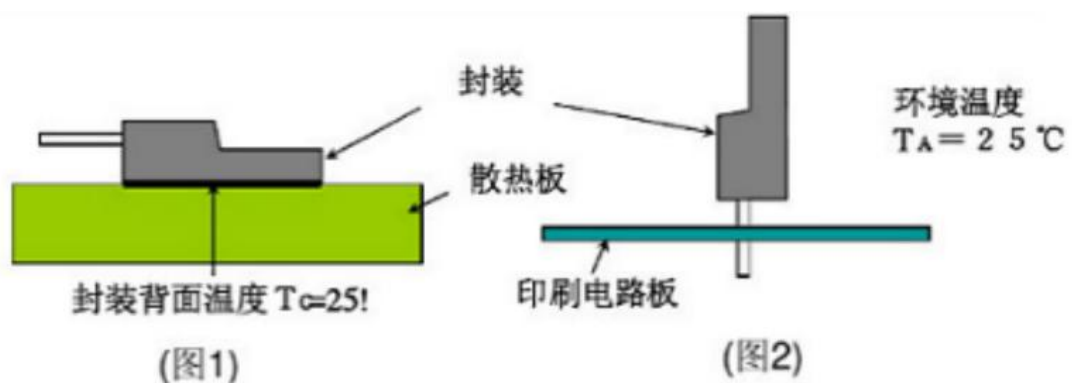 封装
环境温度
TA＝２５℃
散热板
封装背面温度 TC=25!
印刷电路板
(图1)
(图2)